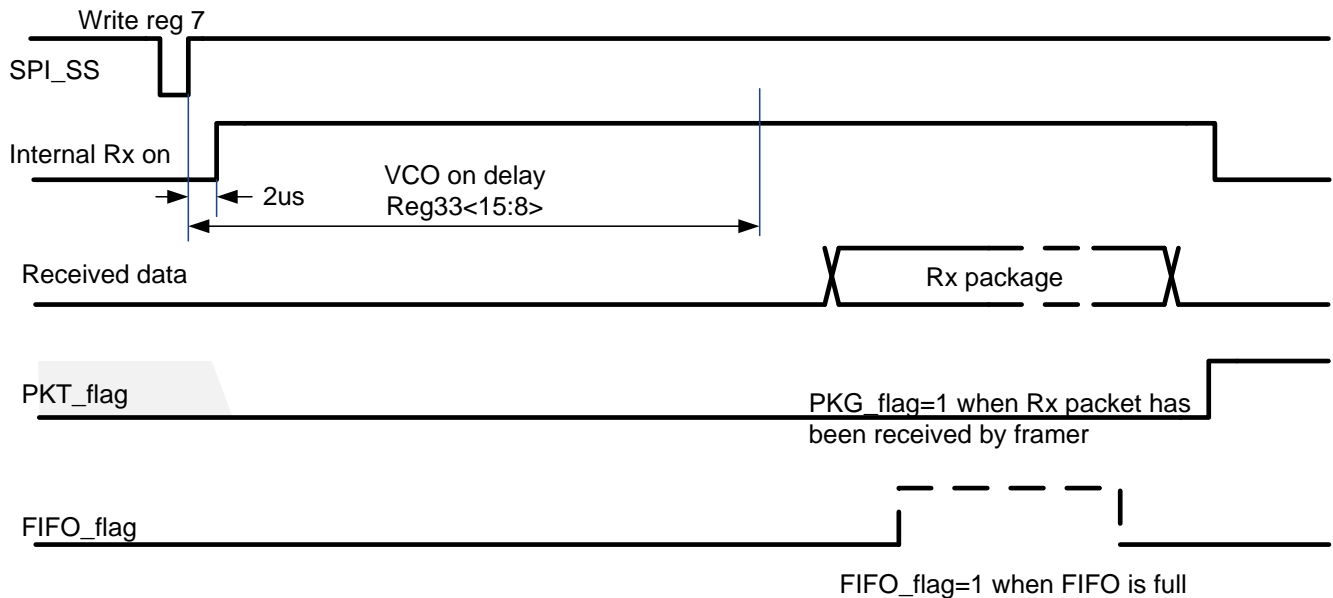 Write reg 7
SPI_SS
Internal Rx on
2us
VCO on delay
Reg33<15:8>
Received data
Rx package
PKT_flag
PKG_flag=1 when Rx packet has
been received by framer
FIFO_flag
FIFO_flag=1 when FIFO is full